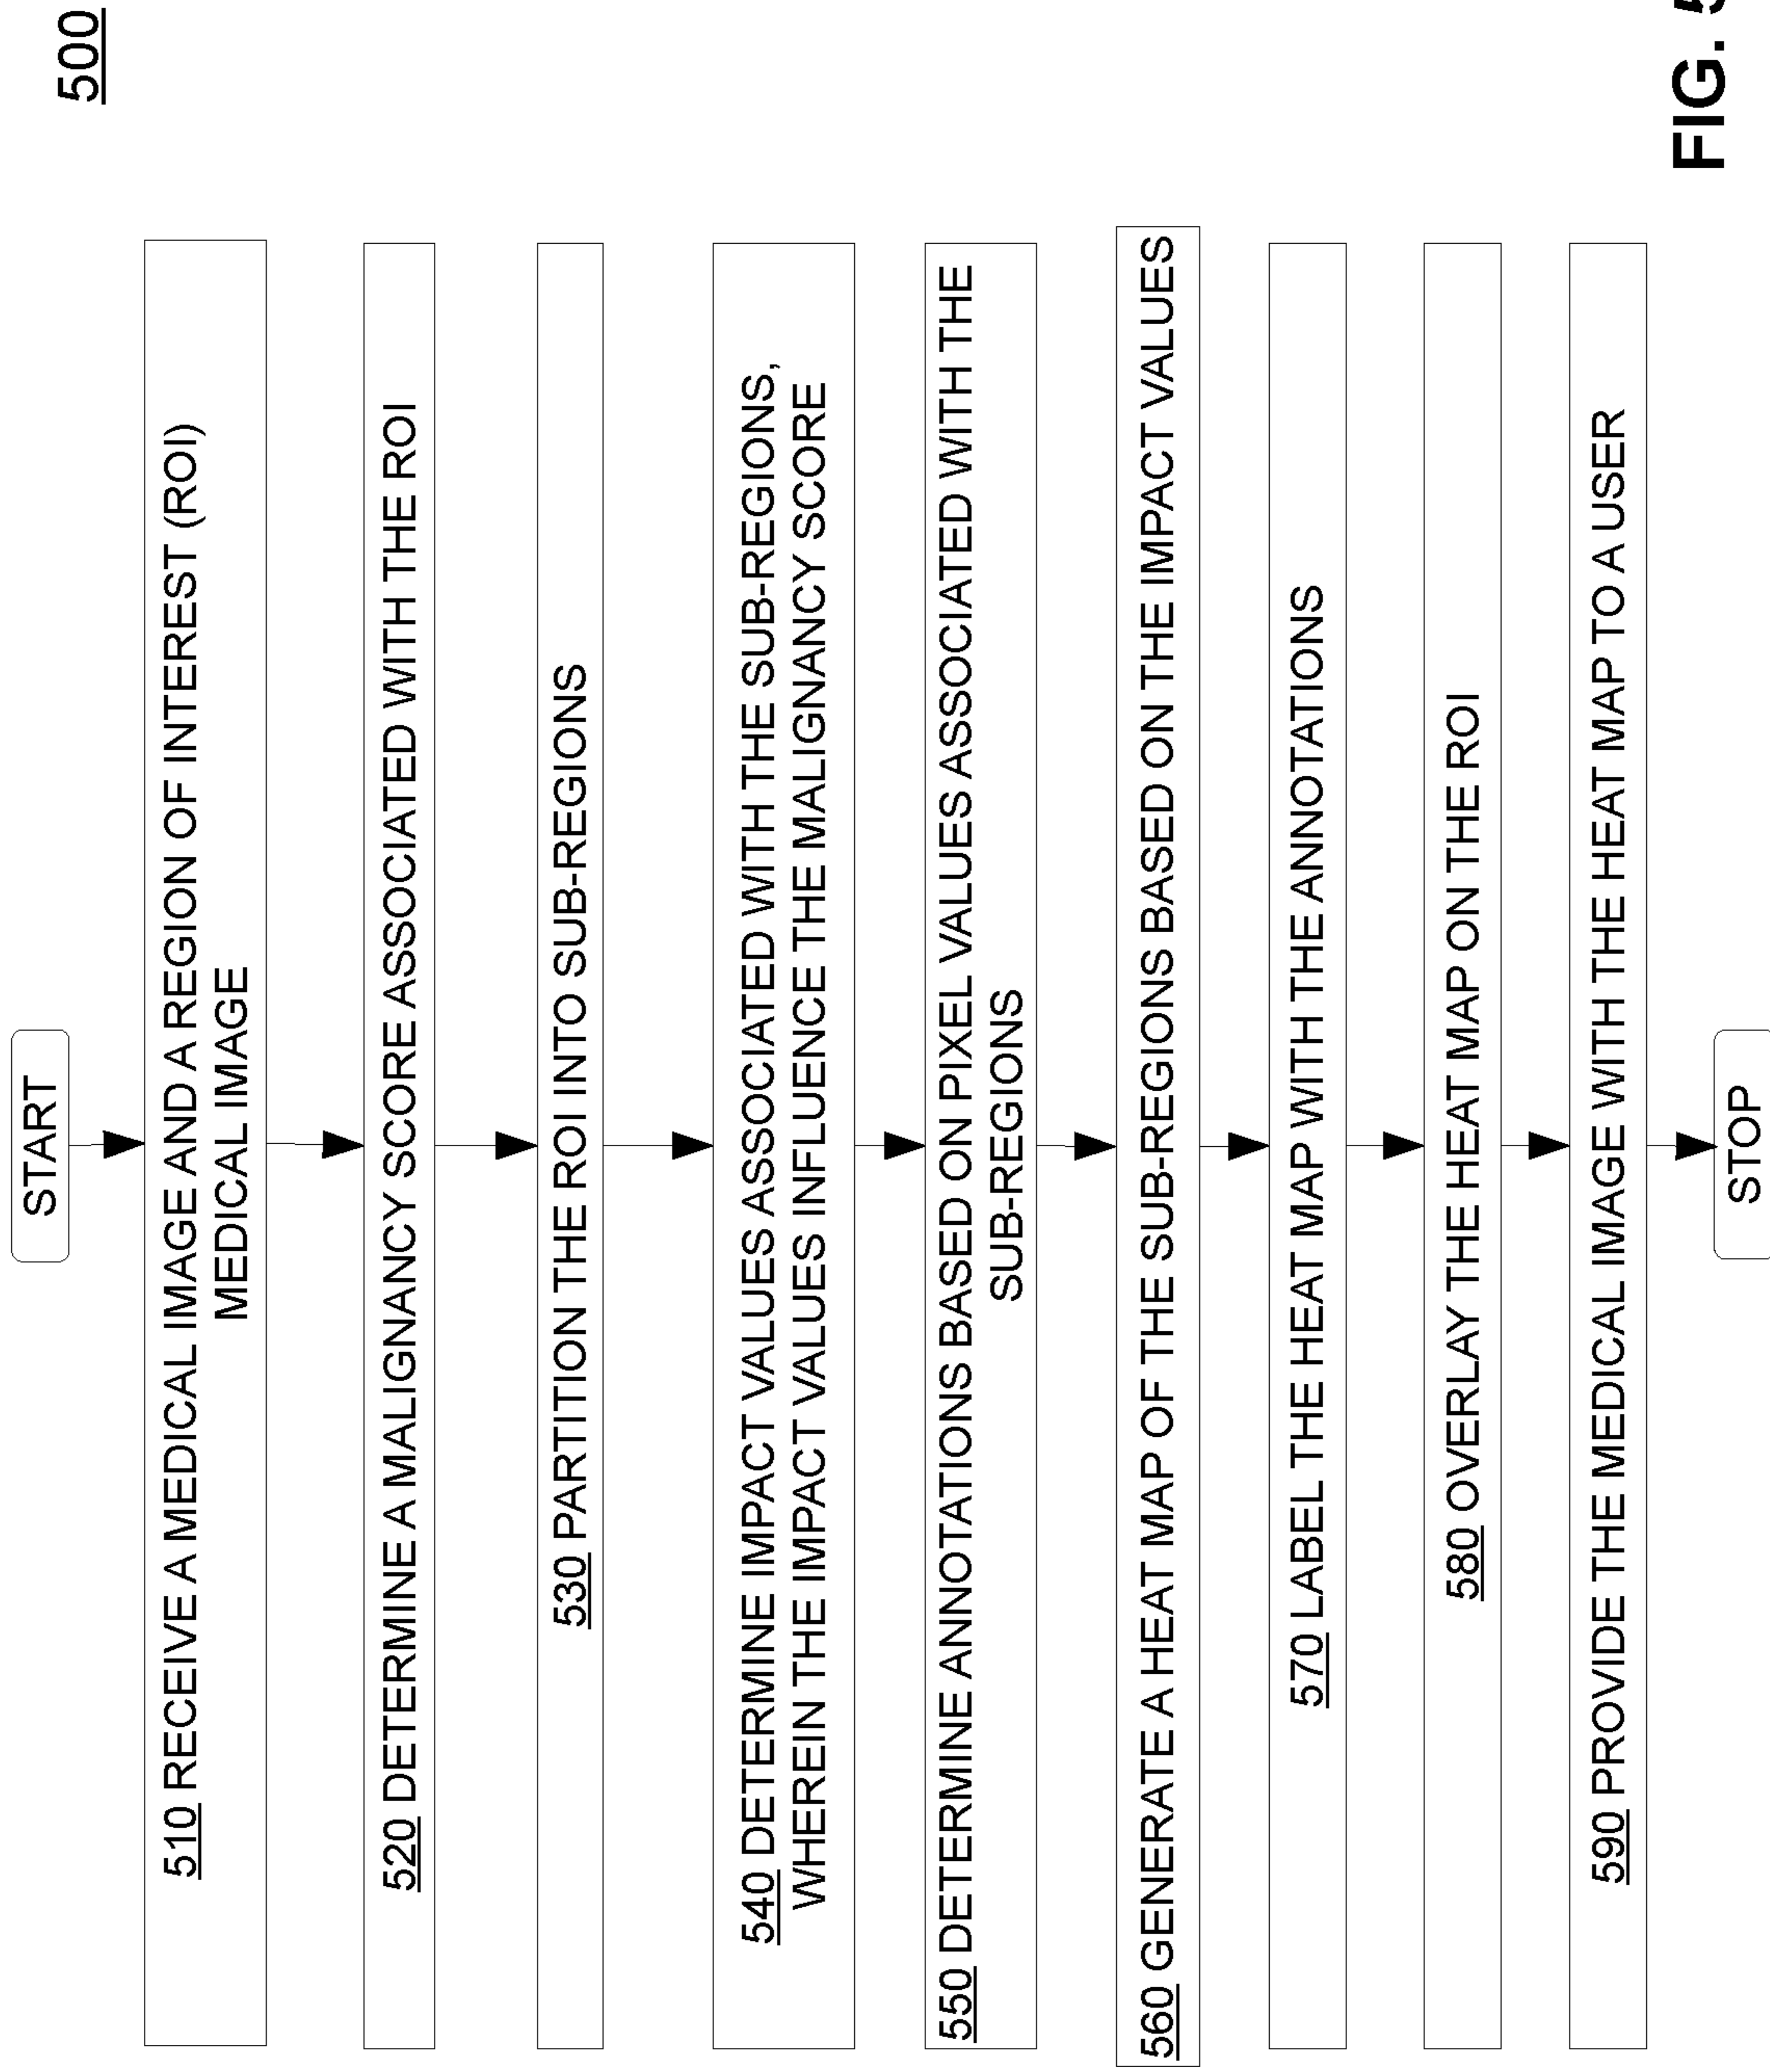 500
START
510 RECEIVE A MEDICAL IMAGE AND A REGION OF INTEREST (ROI)
MEDICAL IMAGE
520 DETERMINE A MALIGNANCY SCORE ASSOCIATED WITH THE ROI
530 PARTITION THE ROI INTO SUB-REGIONS
540 DETERMINE IMPACT VALUES ASSOCIATED WITH THE SUB-REGIONS,
WHEREIN THE IMPACT VALUES INFLUENCE THE MALIGNANCY SCORE
550 DETERMINE ANNOTATIONS BASED ON PIXEL VALUES ASSOCIATED WITH THE
SUB-REGIONS
560 GENERATE A HEAT MAP OF THE SUB-REGIONS BASED ON THE IMPACT VALUES
570 LABEL THE HEAT MAP WITH THE ANNOTATIONS
580 OVERLAY THE HEAT MAP ON THE ROI
590 PROVIDE THE MEDICAL IMAGE WITH THE HEAT MAP TO A USER
STOP
FIG. 5